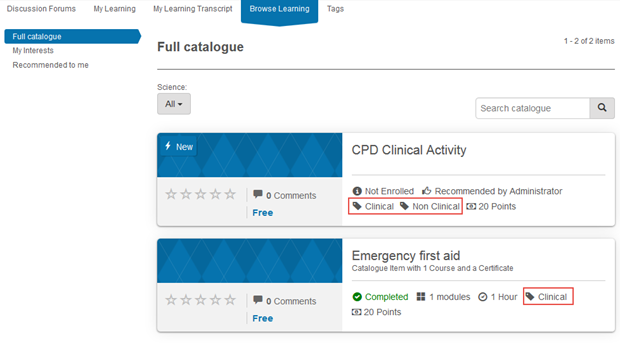 Discussion Forums My Learning My Learning Transcript Browse Learning Tags
Full catalogue
My Interests
Recommended to me
Full catalogue
1 - 2 of 2 items
Science:
All
Search catalogue
New
CPD Clinical Activity
Not Enrolled Recommended by Administrator
Clinical Non Clinical 20 Points
0 Comments
Free
Emergency first aid
Catalogue Item with 1 Course and a Certificate
Completed 1 modules 1 Hour Clinical
20 Points
0 Comments
Free